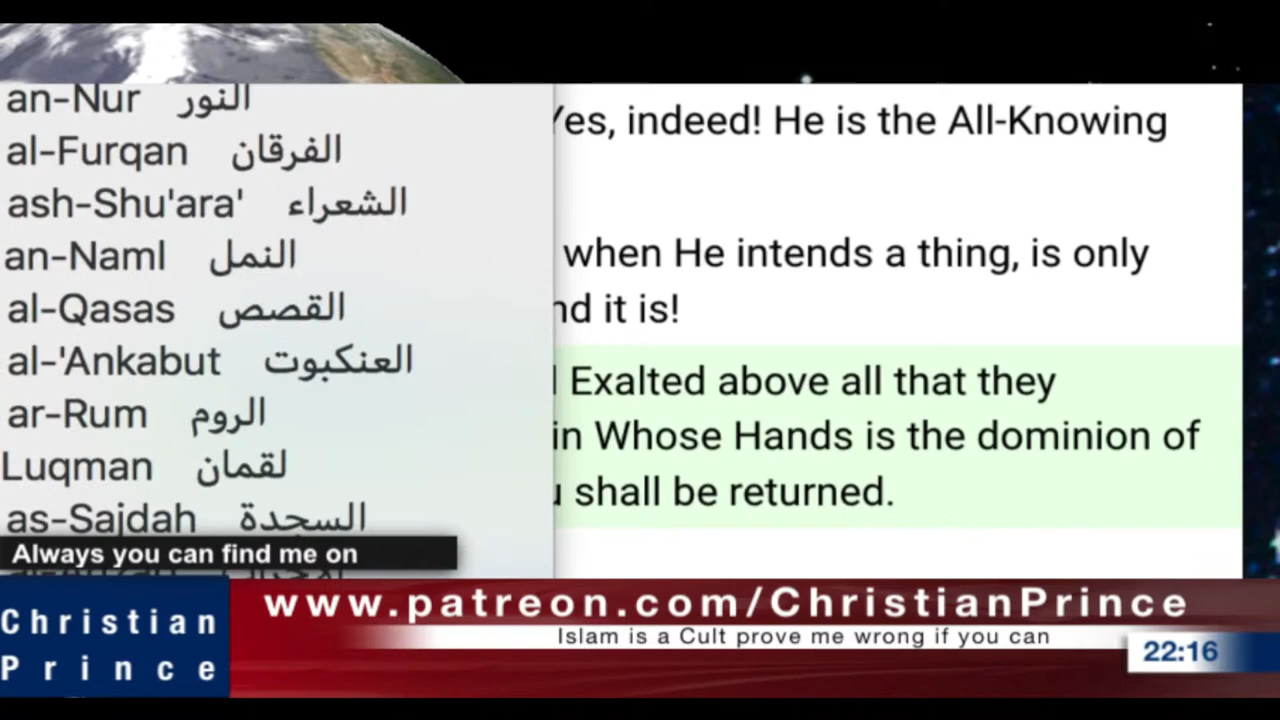 an-Nur النور
al-Furqan الفرقان
ash-Shu'ara' الشعراء
an-Naml النمل
al-Qasas القصص
al-'Ankabut العنكبوت
ar-Rum الروم
Luqman لقمان
as-Sajdah السجدة
Yes, indeed! He is the All-Knowing
when He intends a thing, is only
it is!
Exalted above all that they
in Whose Hands is the dominion of
shall be returned.
Always you can find me on
Christian
Prince
www.patreon.com/ChristianPrince
Islam is a Cult prove me wrong if you can
22:16